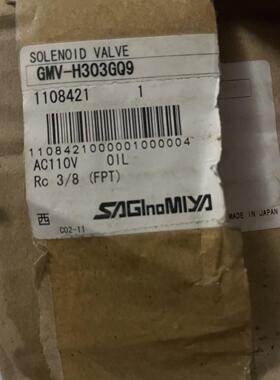 SOLENOID VALVE
GMV-H303GQ9
1108421 1
1108421000001000004
AC110V OIL
Rc 3/8 (FPT)
SAGInoMIYA
MADE IN JAPAN
西
C02-11